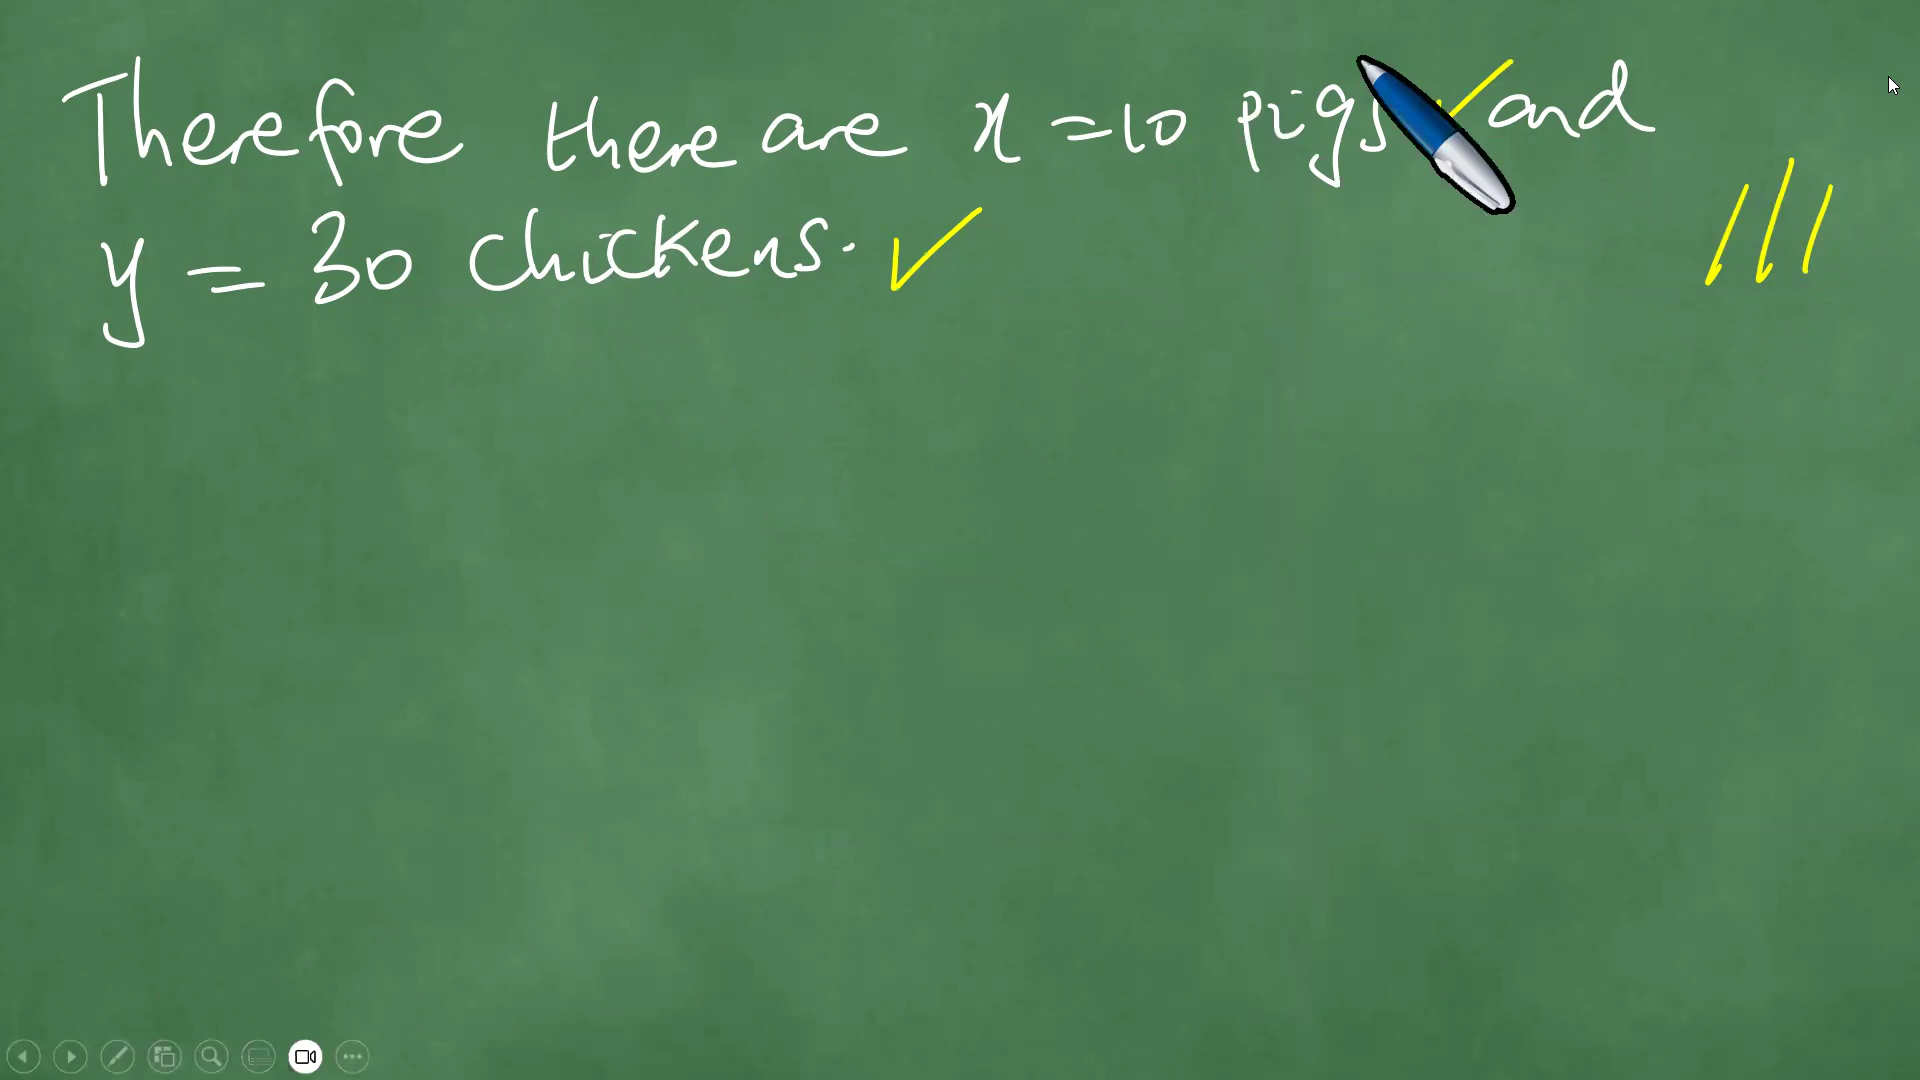 Therefore there are x = 10 pigs and
y = 30 chickens.